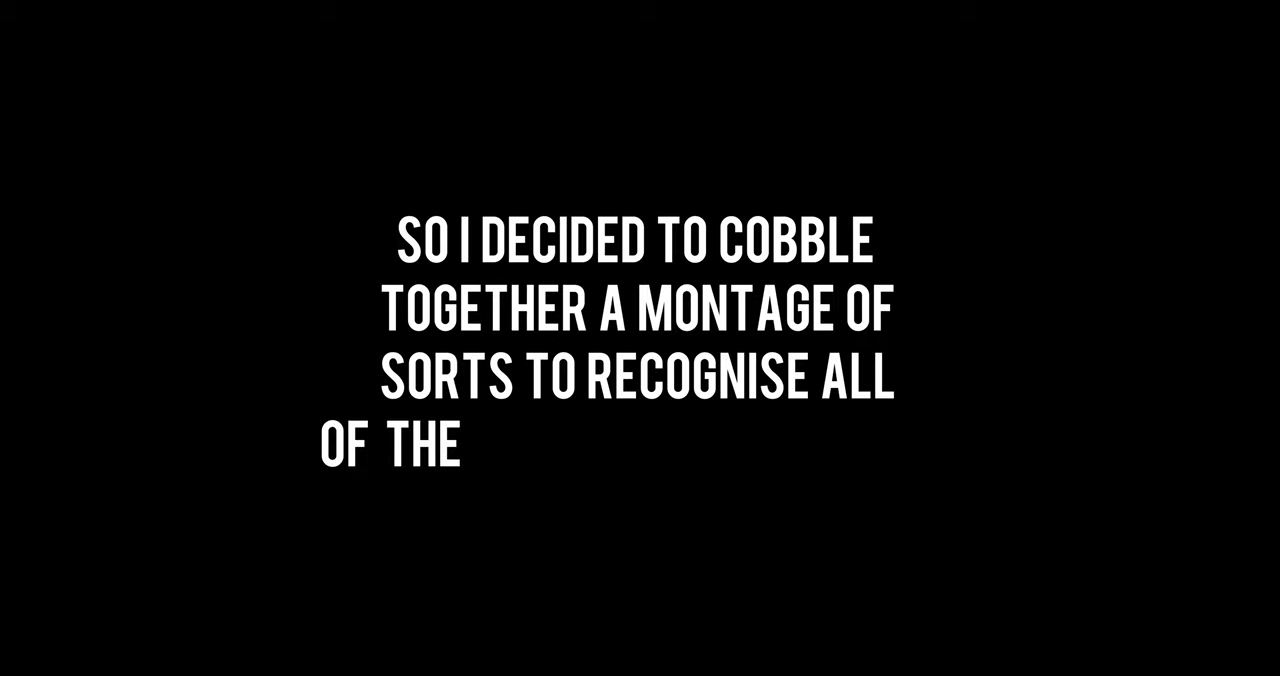 SO I DECIDED TO COBBLE
TOGETHER A MONTAGE OF
SORTS TO RECOGNISE ALL
OF THE